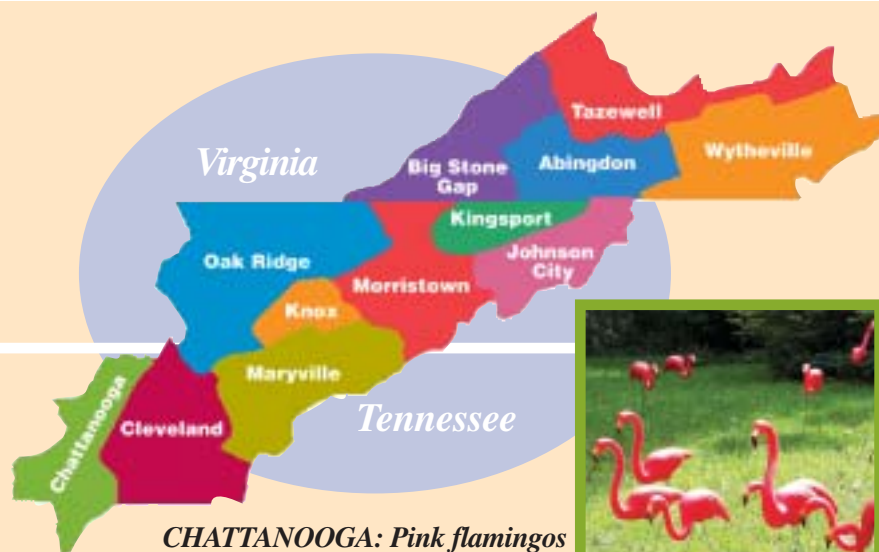 Tazewell
Virginia
Big Stone
Gap
Abingdon
Wytheville
Kingsport
Oak Ridge
Johnson
City
Morristown
Knox
Maryville
Chattanooga
Cleveland
Tennessee
CHATTANOOGA: Pink flamingos